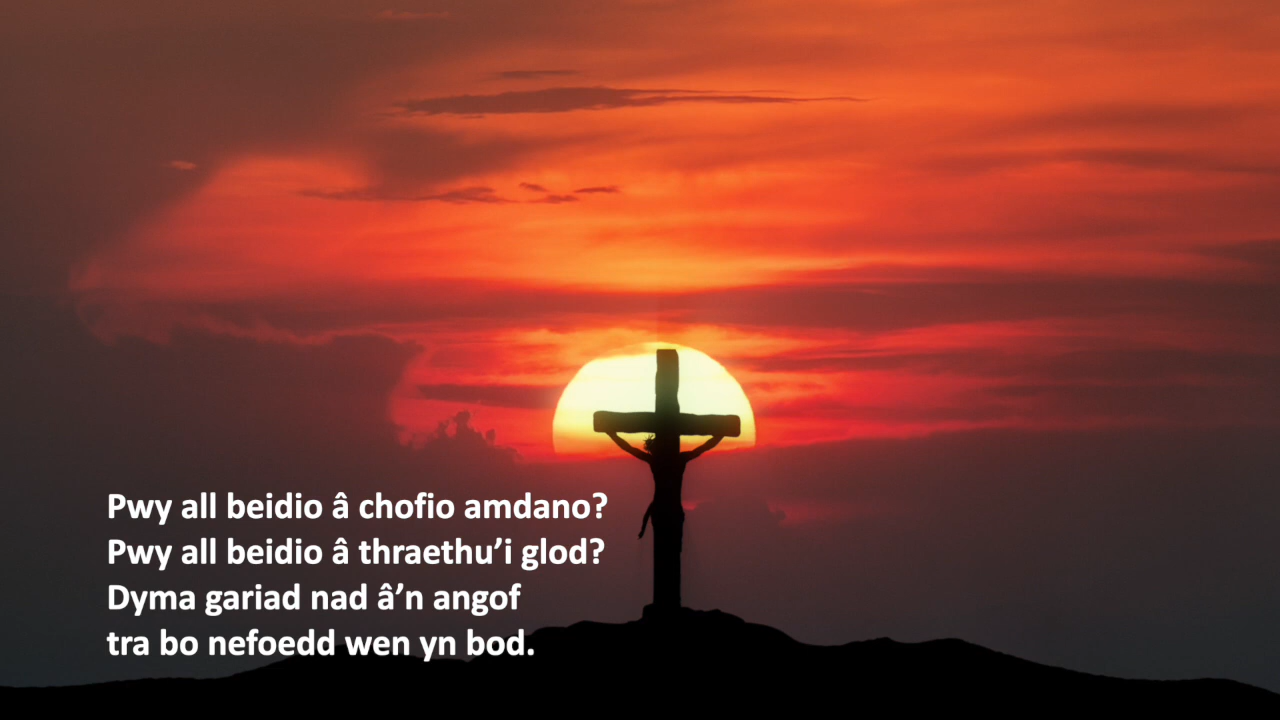 Pwy all beidio â chofio amdano?
Pwy all beidio â thraethu’i glod?
Dyma gariad nad â’n angof
tra bo nefoedd wen yn bod.